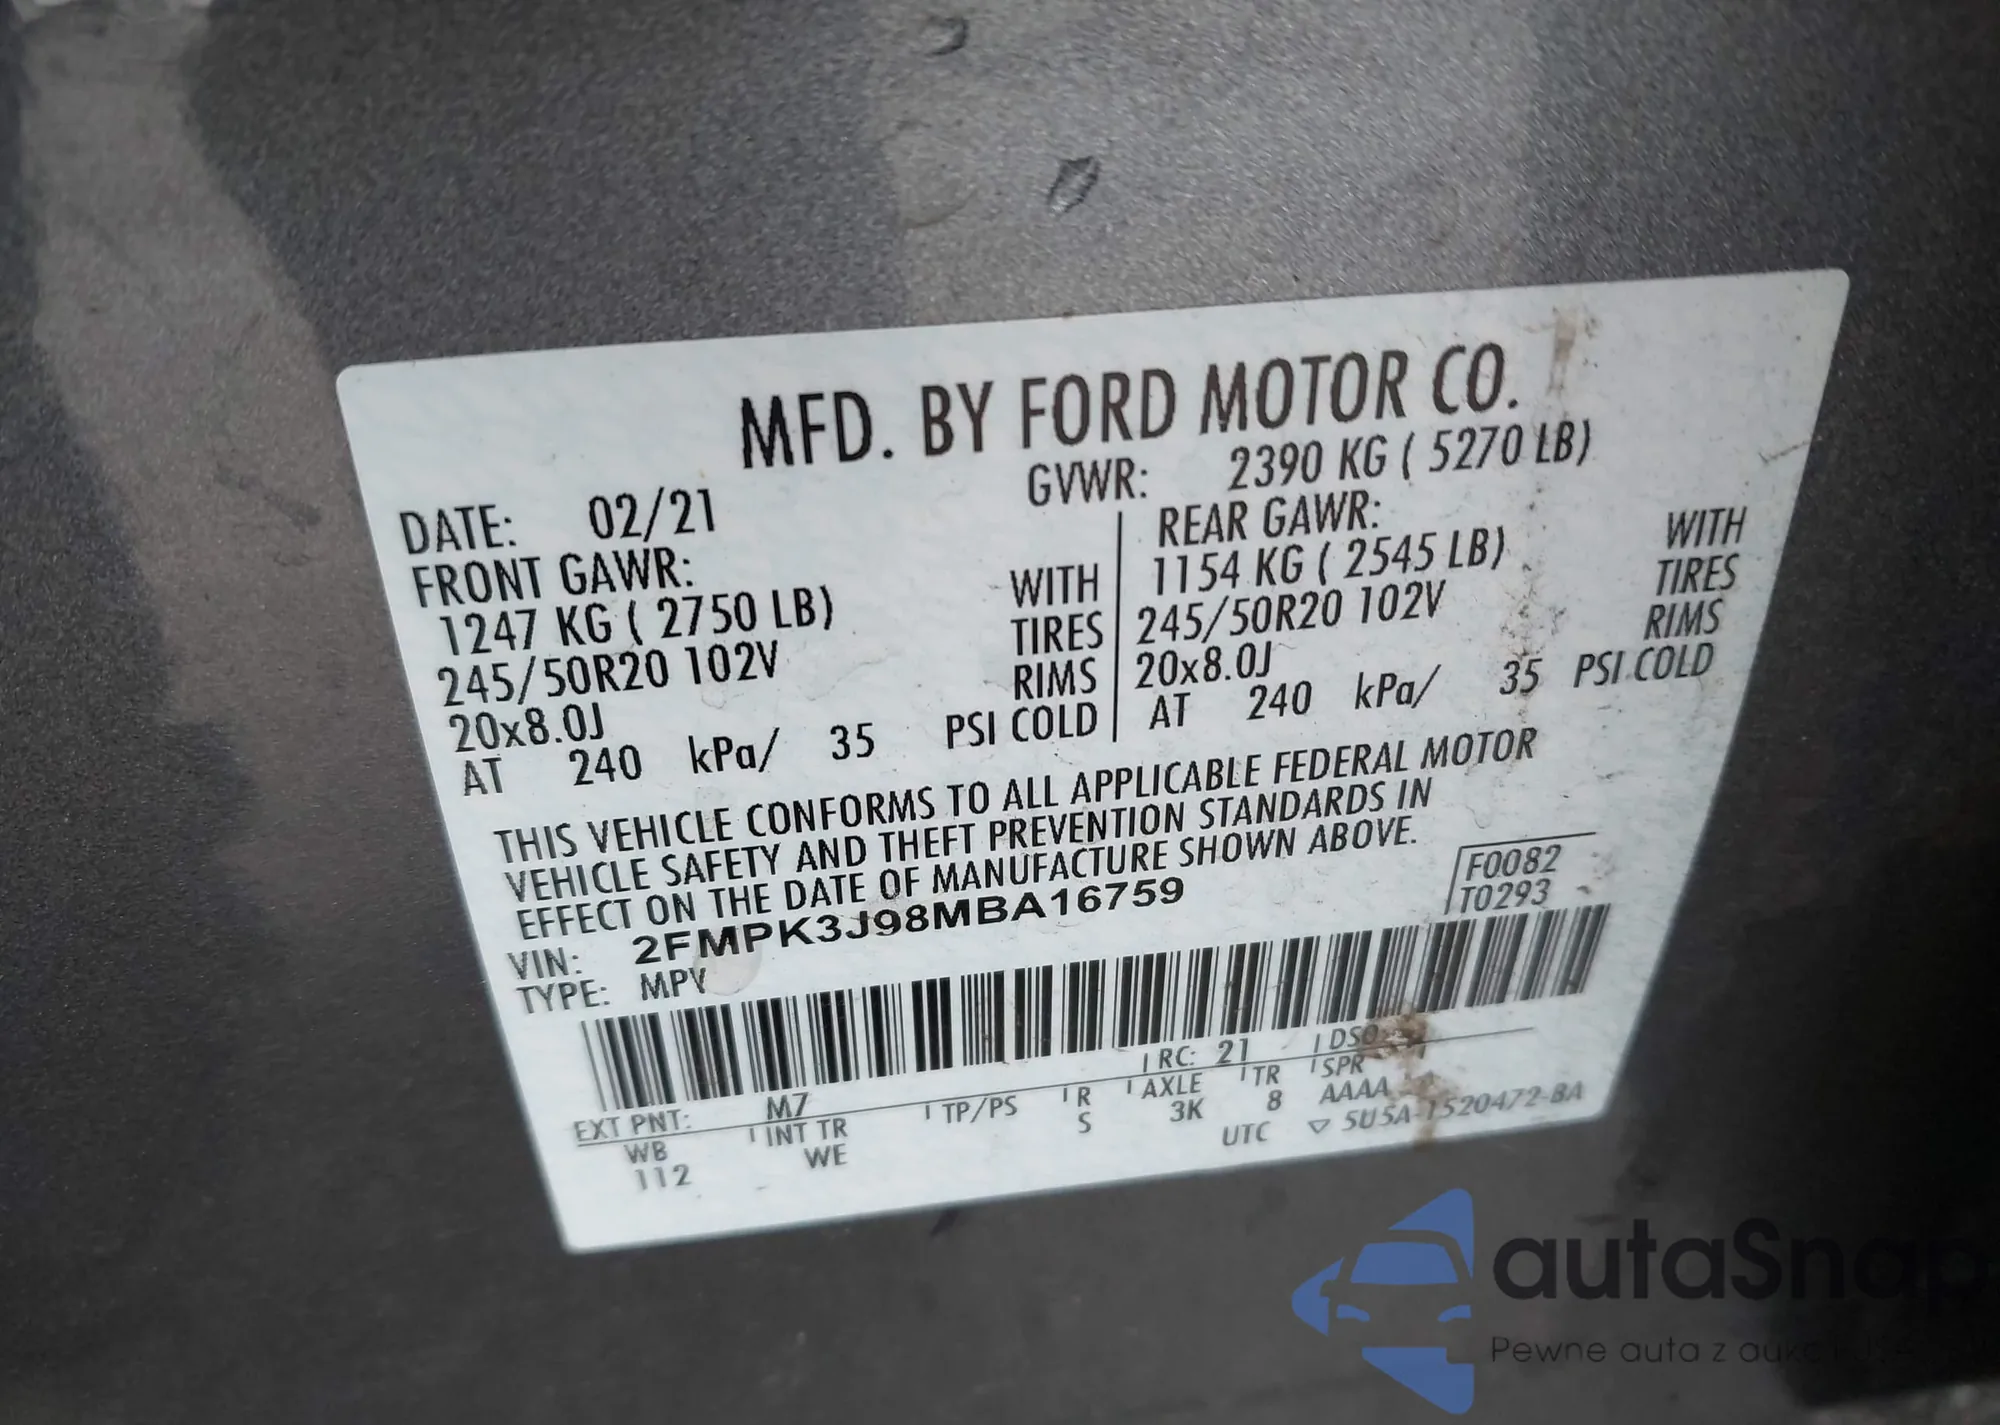 MFD. BY FORD MOTOR CO.
DATE: 02/21 GVWR: 2390 KG ( 5270 LB)
FRONT GAWR: REAR GAWR:
1247 KG ( 2750 LB) WITH 1154 KG ( 2545 LB) WITH
245/50R20 102V TIRES 245/50R20 102V TIRES
20x8.0J RIMS 20x8.0J RIMS
AT 240 kPa/ 35 PSI COLD AT 240 kPa/ 35 PSI COLD
THIS VEHICLE CONFORMS TO ALL APPLICABLE FEDERAL MOTOR
VEHICLE SAFETY AND THEFT PREVENTION STANDARDS IN
EFFECT ON THE DATE OF MANUFACTURE SHOWN ABOVE.
F0082
VIN: 2FMPK3J98MBA16759 T0293
TYPE: MPV
EXT PNT: M7 RC: 21 DSO
WB INT TR TP/PS R AXLE TR SPR
112 WE S 3K 8 AAAA
UTC ▽ 5U5A-1520472-BA
autaSnap
Pewne auta z